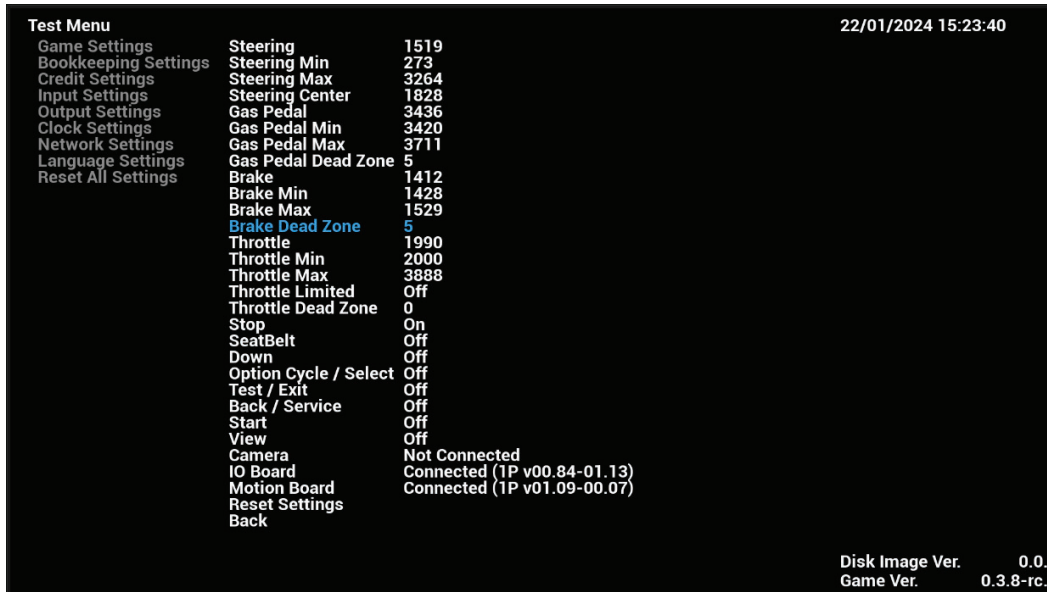 Test Menu 22/01/2024 15:23:40
Game Settings Steering 1519
Bookkeeping Settings Steering Min 273
Credit Settings Steering Max 3264
Input Settings Steering Center 1828
Output Settings Gas Pedal 3436
Clock Settings Gas Pedal Min 3420
Network Settings Gas Pedal Max 3711
Language Settings Gas Pedal Dead Zone 5
Reset All Settings Brake 1412
Brake Min 1428
Brake Max 1529
Brake Dead Zone 5
Throttle 1990
Throttle Min 2000
Throttle Max 3888
Throttle Limited Off
Throttle Dead Zone 0
Stop On
SeatBelt Off
Down Off
Option Cycle / Select Off
Test / Exit Off
Back / Service Off
Start Off
View Off
Camera Not Connected
IO Board Connected (1P v00.84-01.13)
Motion Board Connected (1P v01.09-00.07)
Reset Settings
Back
Disk Image Ver. 0.0.
Game Ver. 0.3.8-rc.